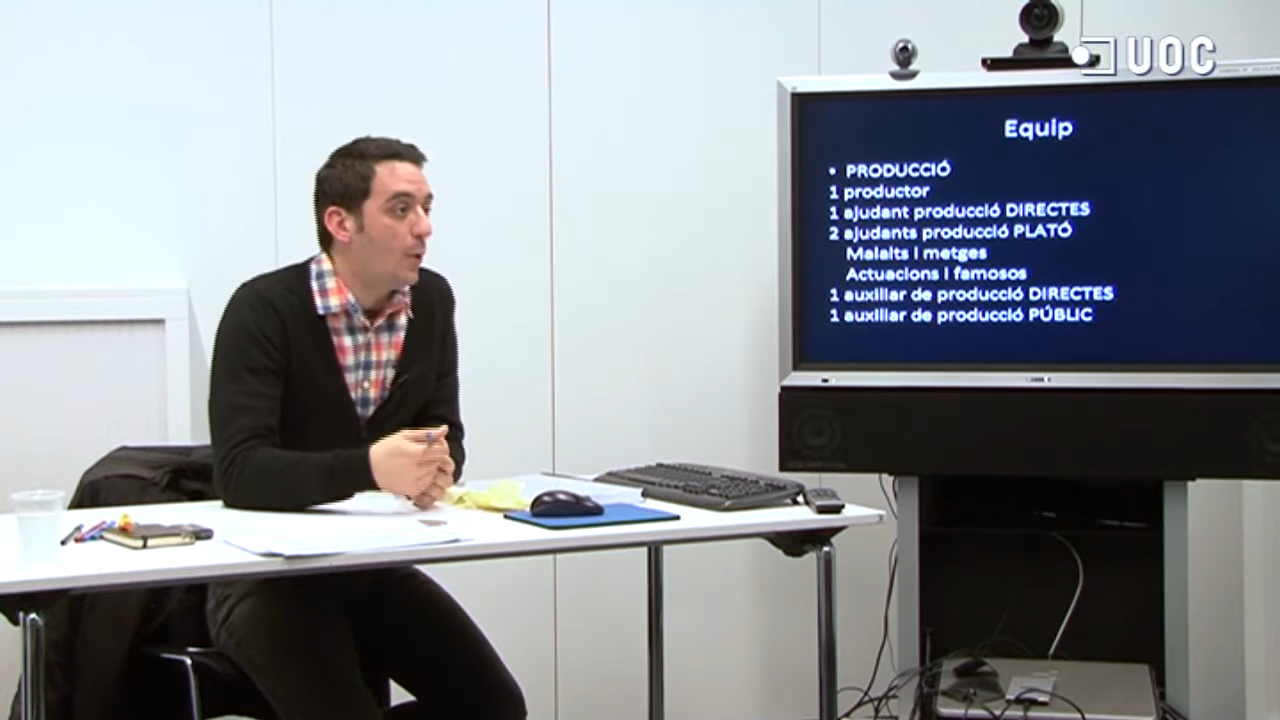 UOC
Equip
• PRODUCCIÓ
1 productor
1 ajudant producció DIRECTES
2 ajudants producció PLATÓ
Malalts i metges
Actuacions i famosos
1 auxiliar de producció DIRECTES
1 auxiliar de producció PÚBLIC